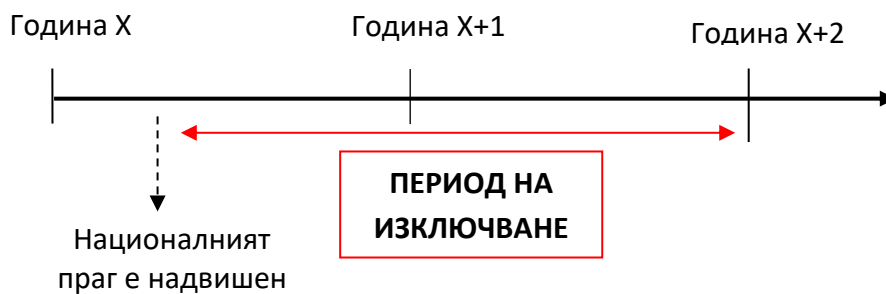 Година X
Година X+1
Година X+2
ПЕРИОД НА
ИЗКЛЮЧВАНЕ
Националният
праг е надвишен